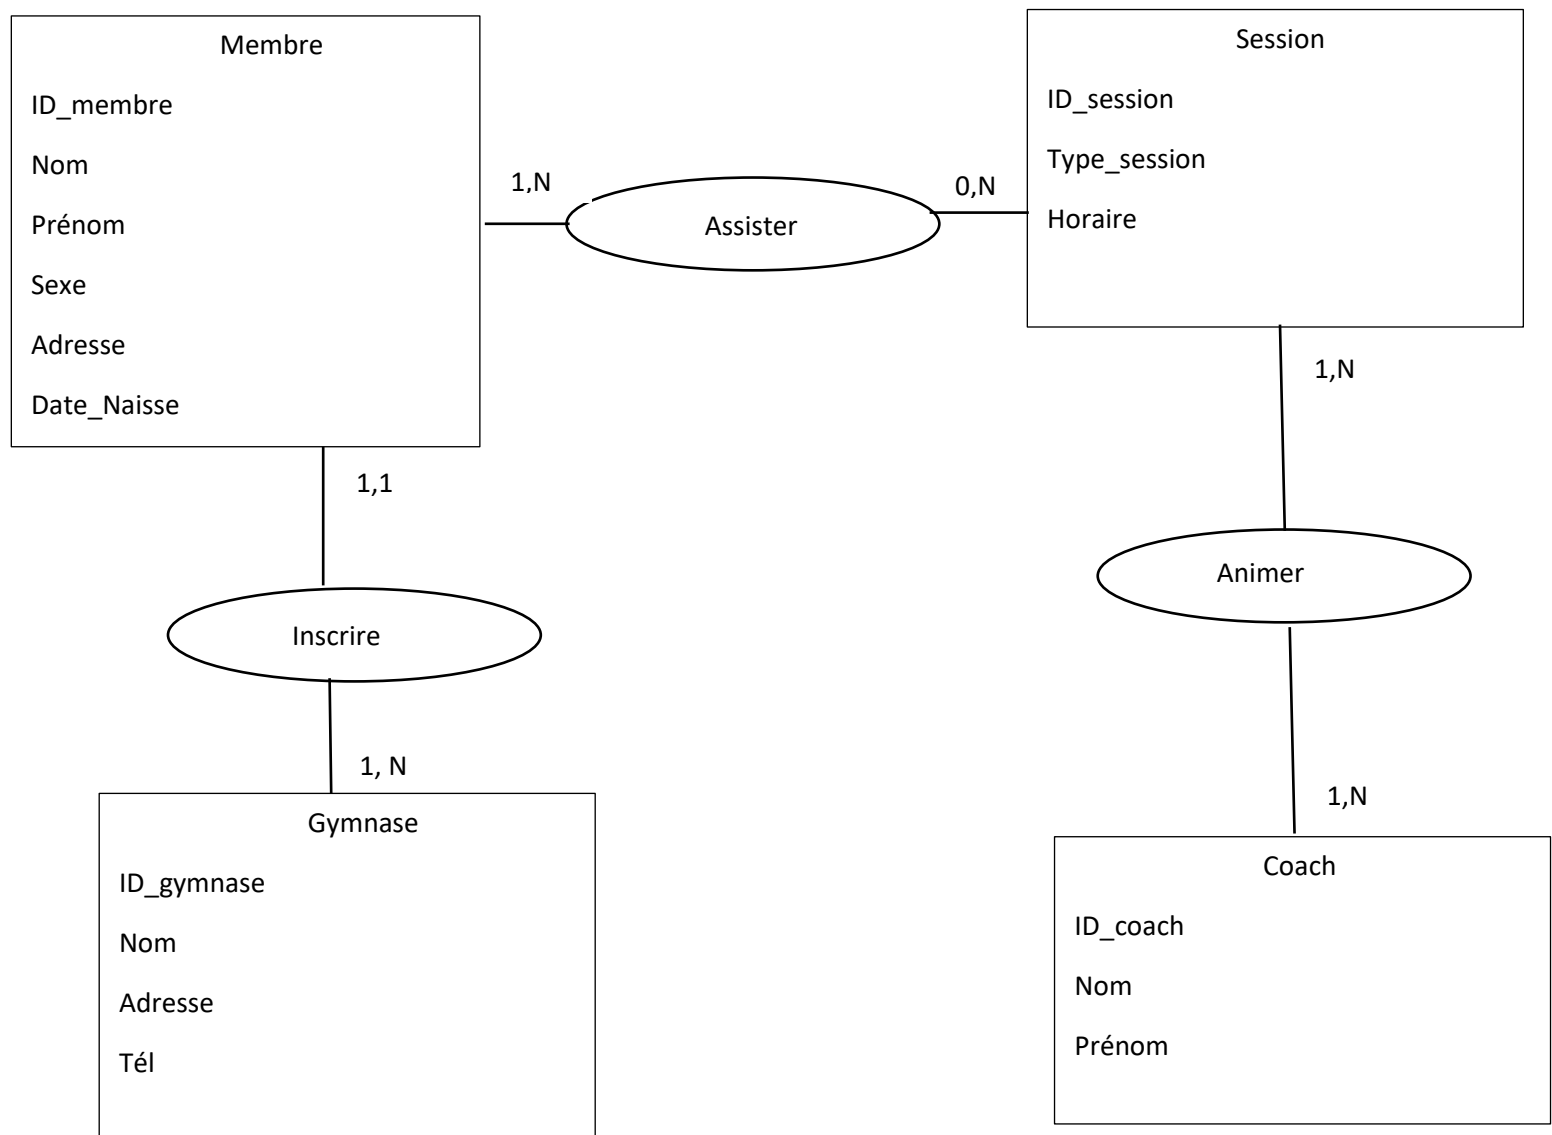 Membre
ID_membre
Nom
Prénom
Sexe
Adresse
Date_Naisse
1,N
Assister
0,N
Session
ID_session
Type_session
Horaire
1,1
Inscrire
1, N
Gymnase
ID_gymnase
Nom
Adresse
Tél
1,N
Animer
1,N
Coach
ID_coach
Nom
Prénom